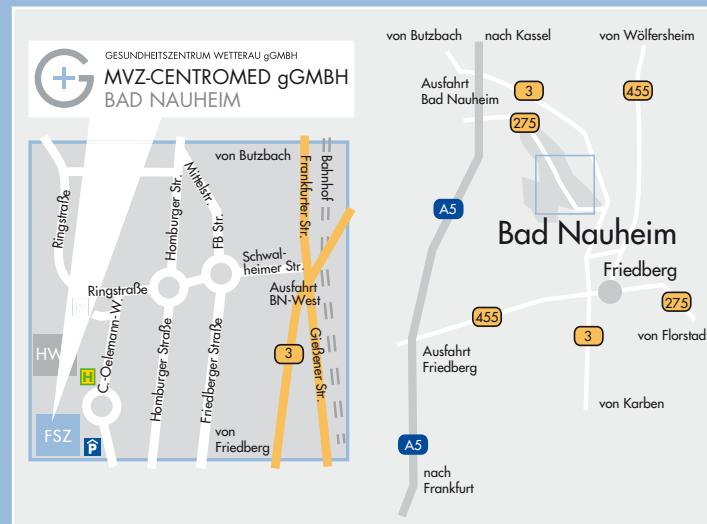 GESUNDHEITSZENTRUM WETTERAU gGMBH
MVZ-CENTROMED gGMBH
BAD NAUHEIM
von Butzbach
Frankfurter Str.
Bahnhof
Mittelstr.
Homburger Str.
FB Str.
Ringstraße
Schwal-
heimer Str.
Ringstraße
Ausfahrt
BN-West
C.-Oelemann-W.
Homburger Straße
Friedberger Straße
Gießener Str.
3
HW
H
FSZ
P
von
Friedberg
von Butzbach
nach Kassel
von Wölfersheim
Ausfahrt
Bad Nauheim
3
455
275
A5
Bad Nauheim
Friedberg
275
455
3
von Florstadt
Ausfahrt
Friedberg
von Karben
A5
nach
Frankfurt